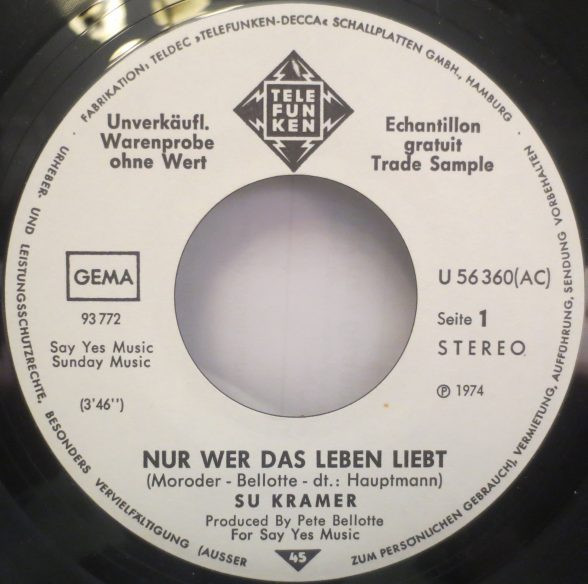 FABRIKATION: TELDEC »TELEFUNKEN-DECCA« SCHALLPLATTEN GMBH., HAMBURG ·
URHEBER- UND LEISTUNGSSCHUTZRECHTE, BESONDERS VERVIELFÄLTIGUNG (AUSSER
ZUM PERSÖNLICHEN GEBRAUCH), VERMIETUNG, AUFFÜHRUNG, SENDUNG VORBEHALTEN ·
TELE
FUN
KEN
Unverkäufl.
Warenprobe
ohne Wert
Echantillon
gratuit
Trade Sample
GEMA
93 772
Say Yes Music
Sunday Music
(3'46")
U 56 360(AC)
Seite 1
STEREO
℗ 1974
NUR WER DAS LEBEN LIEBT
(Moroder - Bellotte - dt.: Hauptmann)
SU KRAMER
Produced By Pete Bellotte
For Say Yes Music
45